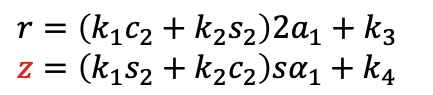 r = (k₁c₂ + k₂s₂)2a₁ + k₃
z = (k₁s₂ + k₂c₂)sα₁ + k₄